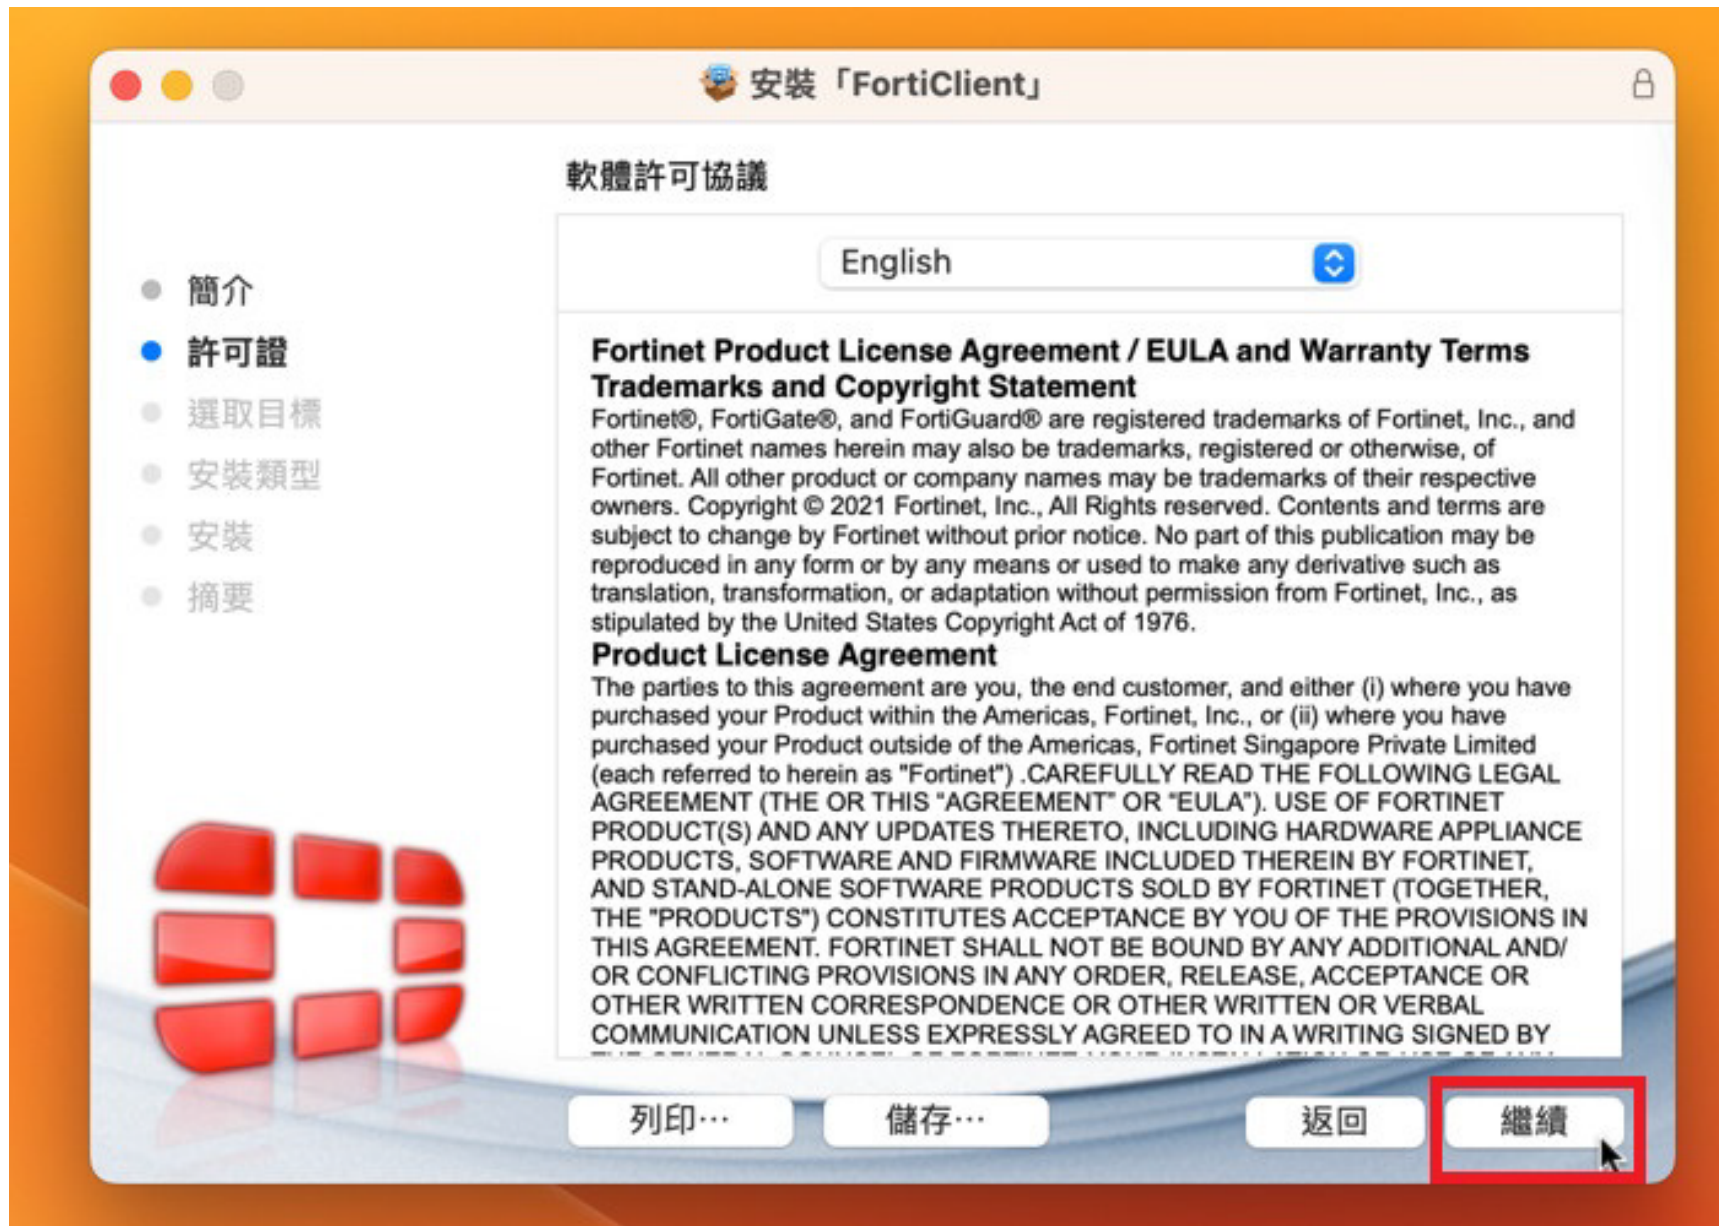 安裝「FortiClient」
軟體許可協議
English
簡介
許可證
選取目標
安裝類型
安裝
摘要
Fortinet Product License Agreement / EULA and Warranty Terms
Trademarks and Copyright Statement
Fortinet®, FortiGate®, and FortiGuard® are registered trademarks of Fortinet, Inc., and
other Fortinet names herein may also be trademarks, registered or otherwise, of
Fortinet. All other product or company names may be trademarks of their respective
owners. Copyright © 2021 Fortinet, Inc., All Rights reserved. Contents and terms are
subject to change by Fortinet without prior notice. No part of this publication may be
reproduced in any form or by any means or used to make any derivative such as
translation, transformation, or adaptation without permission from Fortinet, Inc., as
stipulated by the United States Copyright Act of 1976.
Product License Agreement
The parties to this agreement are you, the end customer, and either (i) where you have
purchased your Product within the Americas, Fortinet, Inc., or (ii) where you have
purchased your Product outside of the Americas, Fortinet Singapore Private Limited
(each referred to herein as "Fortinet") .CAREFULLY READ THE FOLLOWING LEGAL
AGREEMENT (THE OR THIS “AGREEMENT” OR “EULA”). USE OF FORTINET
PRODUCT(S) AND ANY UPDATES THERETO, INCLUDING HARDWARE APPLIANCE
PRODUCTS, SOFTWARE AND FIRMWARE INCLUDED THEREIN BY FORTINET,
AND STAND-ALONE SOFTWARE PRODUCTS SOLD BY FORTINET (TOGETHER,
THE "PRODUCTS") CONSTITUTES ACCEPTANCE BY YOU OF THE PROVISIONS IN
THIS AGREEMENT. FORTINET SHALL NOT BE BOUND BY ANY ADDITIONAL AND/
OR CONFLICTING PROVISIONS IN ANY ORDER, RELEASE, ACCEPTANCE OR
OTHER WRITTEN CORRESPONDENCE OR OTHER WRITTEN OR VERBAL
COMMUNICATION UNLESS EXPRESSLY AGREED TO IN A WRITING SIGNED BY
列印…
儲存…
返回
繼續